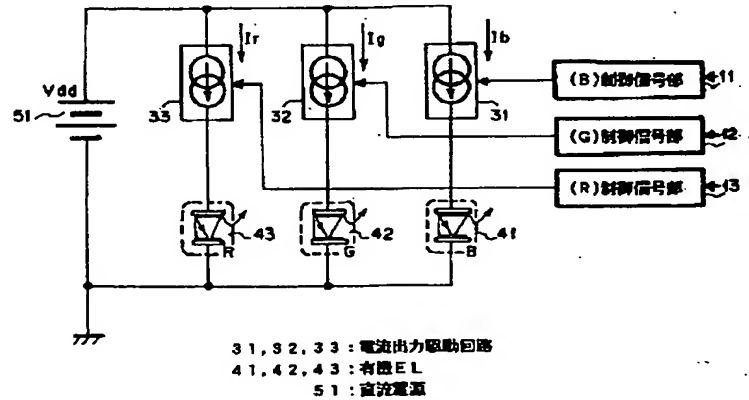 Ir
Ig
Ib
Vdd
51
33
32
31
(B)制御信号部
11
(G)制御信号部
12
(R)制御信号部
13
43
R
42
G
41
B
31,32,33:電流出力駆動回路
41,42,43:有機EL
51:直流電源